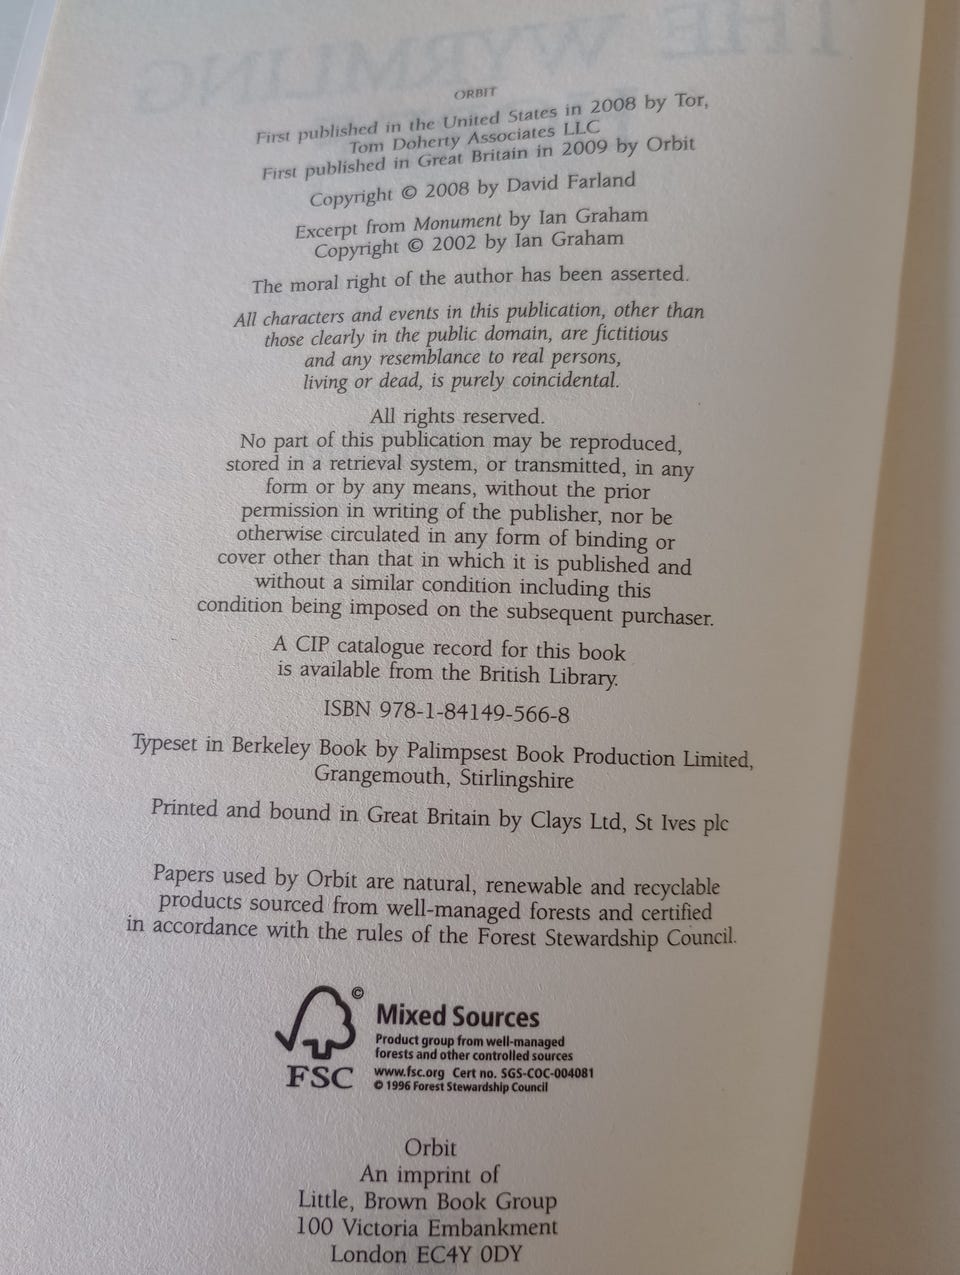 THE WYRMLING
ORBIT
First published in the United States in 2008 by Tor,
Tom Doherty Associates LLC
First published in Great Britain in 2009 by Orbit
Copyright © 2008 by David Farland
Excerpt from Monument by Ian Graham
Copyright © 2002 by Ian Graham
The moral right of the author has been asserted.
All characters and events in this publication, other than
those clearly in the public domain, are fictitious
and any resemblance to real persons,
living or dead, is purely coincidental.
All rights reserved.
No part of this publication may be reproduced,
stored in a retrieval system, or transmitted, in any
form or by any means, without the prior
permission in writing of the publisher, nor be
otherwise circulated in any form of binding or
cover other than that in which it is published and
without a similar condition including this
condition being imposed on the subsequent purchaser.
A CIP catalogue record for this book
is available from the British Library.
ISBN 978-1-84149-566-8
Typeset in Berkeley Book by Palimpsest Book Production Limited,
Grangemouth, Stirlingshire
Printed and bound in Great Britain by Clays Ltd, St Ives plc
Papers used by Orbit are natural, renewable and recyclable
products sourced from well-managed forests and certified
in accordance with the rules of the Forest Stewardship Council.
©
FSC
Mixed Sources
Product group from well-managed
forests and other controlled sources
www.fsc.org Cert no. SGS-COC-004081
© 1996 Forest Stewardship Council
Orbit
An imprint of
Little, Brown Book Group
100 Victoria Embankment
London EC4Y 0DY